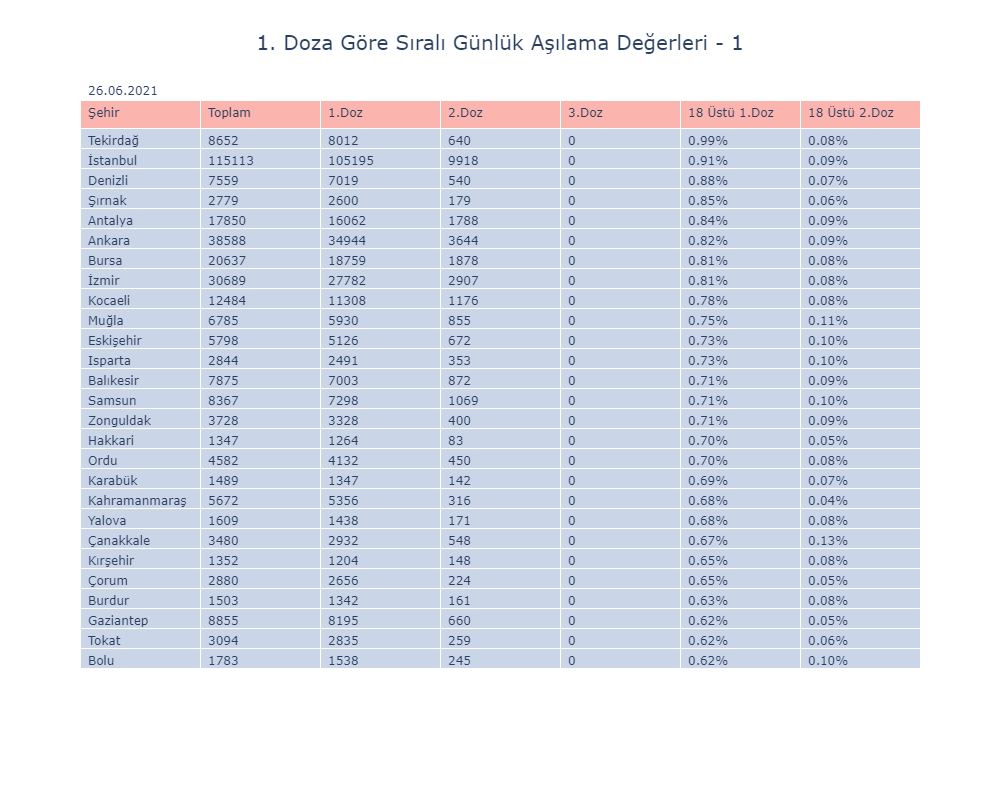 1. Doza Göre Sıralı Günlük Aşılama Değerleri - 1
26.06.2021
Şehir Toplam 1.Doz 2.Doz 3.Doz 18 Üstü 1.Doz 18 Üstü 2.Doz
Tekirdağ 8652 8012 640 0 0.99% 0.08%
İstanbul 115113 105195 9918 0 0.91% 0.09%
Denizli 7559 7019 540 0 0.88% 0.07%
Şırnak 2779 2600 179 0 0.85% 0.06%
Antalya 17850 16062 1788 0 0.84% 0.09%
Ankara 38588 34944 3644 0 0.82% 0.09%
Bursa 20637 18759 1878 0 0.81% 0.08%
İzmir 30689 27782 2907 0 0.81% 0.08%
Kocaeli 12484 11308 1176 0 0.78% 0.08%
Muğla 6785 5930 855 0 0.75% 0.11%
Eskişehir 5798 5126 672 0 0.73% 0.10%
Isparta 2844 2491 353 0 0.73% 0.10%
Balıkesir 7875 7003 872 0 0.71% 0.09%
Samsun 8367 7298 1069 0 0.71% 0.10%
Zonguldak 3728 3328 400 0 0.71% 0.09%
Hakkari 1347 1264 83 0 0.70% 0.05%
Ordu 4582 4132 450 0 0.70% 0.08%
Karabük 1489 1347 142 0 0.69% 0.07%
Kahramanmaraş 5672 5356 316 0 0.68% 0.04%
Yalova 1609 1438 171 0 0.68% 0.08%
Çanakkale 3480 2932 548 0 0.67% 0.13%
Kırşehir 1352 1204 148 0 0.65% 0.08%
Çorum 2880 2656 224 0 0.65% 0.05%
Burdur 1503 1342 161 0 0.63% 0.08%
Gaziantep 8855 8195 660 0 0.62% 0.05%
Tokat 3094 2835 259 0 0.62% 0.06%
Bolu 1783 1538 245 0 0.62% 0.10%